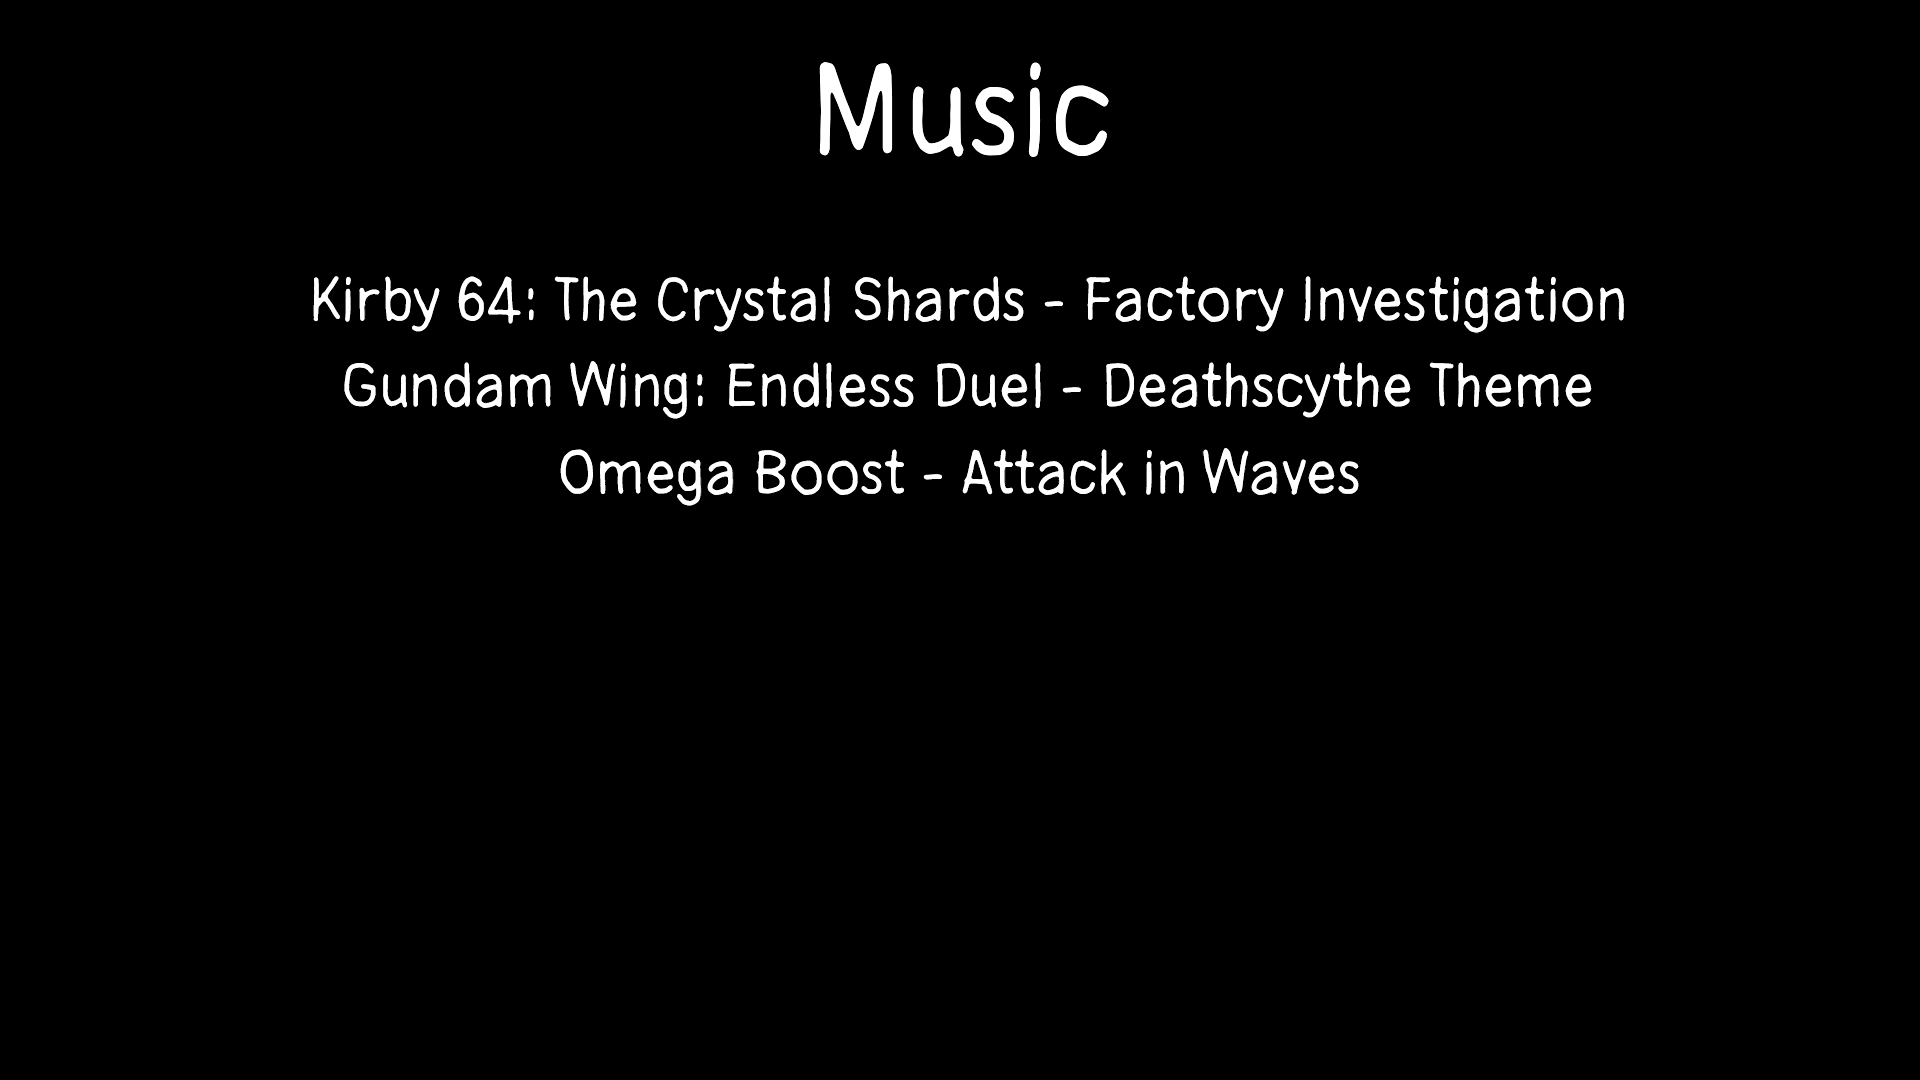 Music
Kirby 64: The Crystal Shards - Factory Investigation
Gundam Wing: Endless Duel - Deathscythe Theme
Omega Boost - Attack in Waves